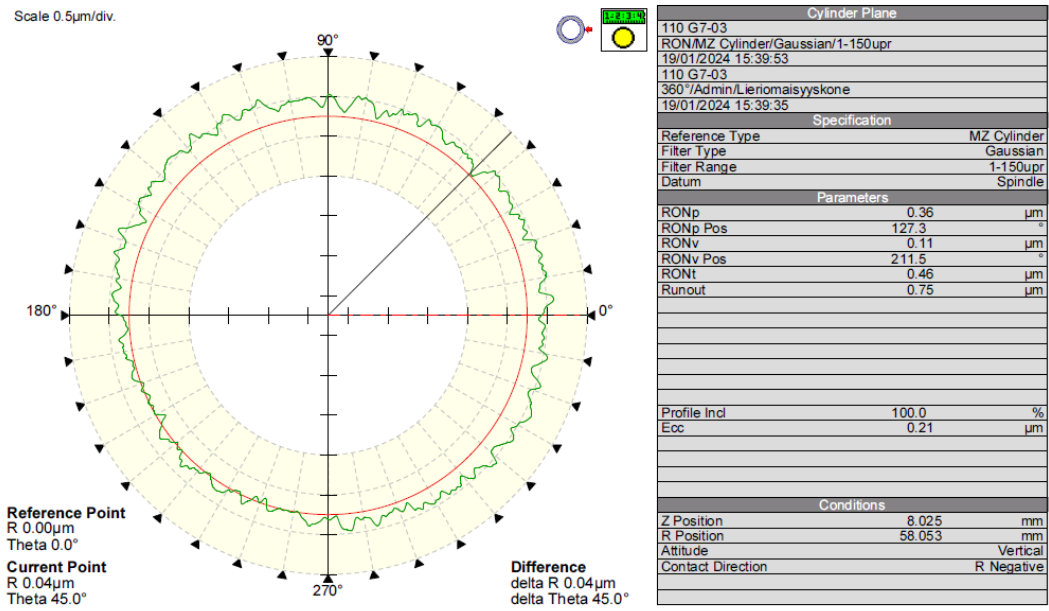 Scale 0.5µm/div.
90°
180°
0°
270°
Reference Point
R 0.00µm
Theta 0.0°
Current Point
R 0.04µm
Theta 45.0°
Difference
delta R 0.04µm
delta Theta 45.0°
Cylinder Plane
110 G7-03
RON/MZ Cylinder/Gaussian/1-150upr
19/01/2024 15:39:53
110 G7-03
360°/Admin/Lieriomaisyyskone
19/01/2024 15:39:35
Specification
Reference Type MZ Cylinder
Filter Type Gaussian
Filter Range 1-150upr
Datum Spindle
Parameters
RONp 0.36 µm
RONp Pos 127.3 °
RONv 0.11 µm
RONv Pos 211.5 °
RONt 0.46 µm
Runout 0.75 µm
Profile Incl 100.0 %
Ecc 0.21 µm
Conditions
Z Position 8.025 mm
R Position 58.053 mm
Attitude Vertical
Contact Direction R Negative